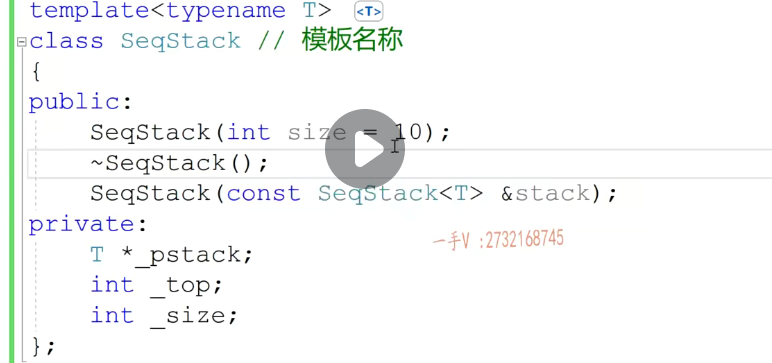 template<typename T> <T>
class SeqStack // 模板名称
{
public:
SeqStack(int size = 10);
~SeqStack();
SeqStack(const SeqStack<T> &stack);
private:
一手V :2732168745
T *_pstack;
int _top;
int _size;
};